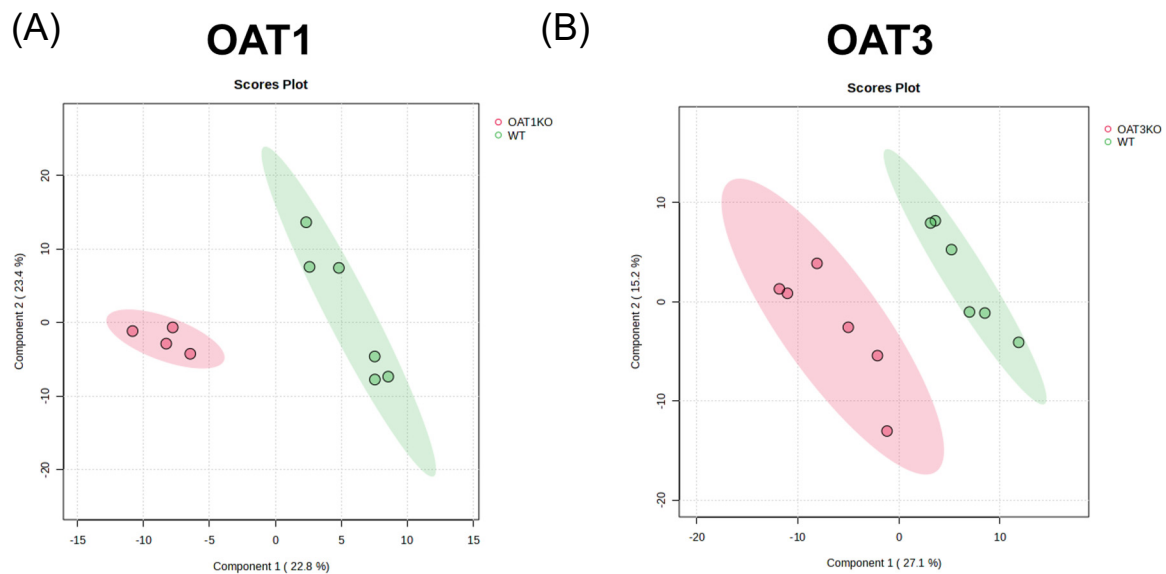 (A)
OAT1
Scores Plot
OAT1KO
WT
20
10
0
-10
-20
Component 2 ( 23.4 %)
-15
-10
-5
0
5
10
15
Component 1 ( 22.8 %)
(B)
OAT3
Scores Plot
OAT3KO
WT
10
0
-10
-20
Component 2 ( 15.2 %)
-20
-10
0
10
Component 1 ( 27.1 %)